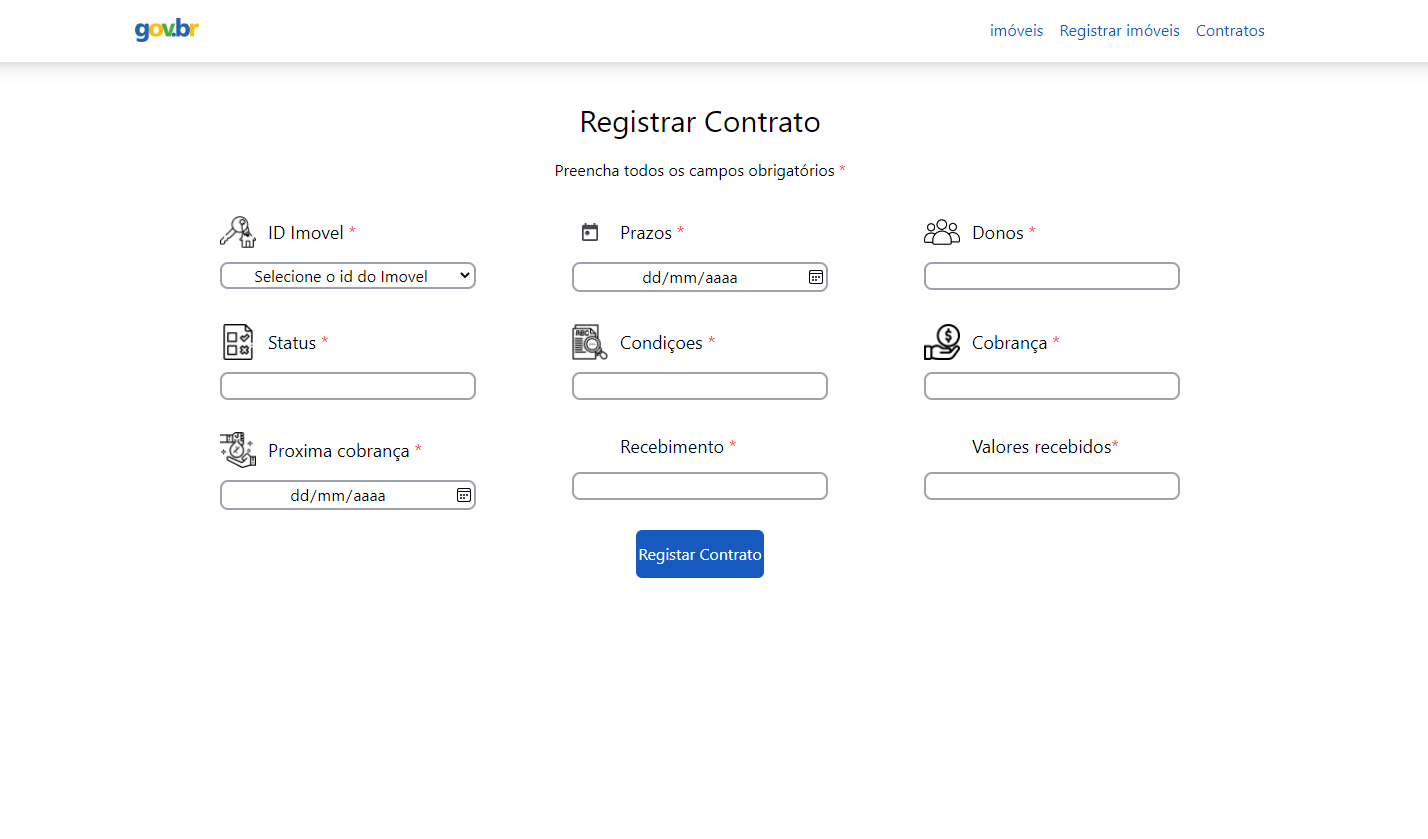 gov.br
imóveis Registrar imóveis Contratos
Registrar Contrato
Preencha todos os campos obrigatórios *
ID Imovel * Prazos * Donos *
Selecione o id do Imovel dd/mm/aaaa
Status * Condiçoes * Cobrança *
Proxima cobrança * Recebimento * Valores recebidos*
dd/mm/aaaa
Registar Contrato